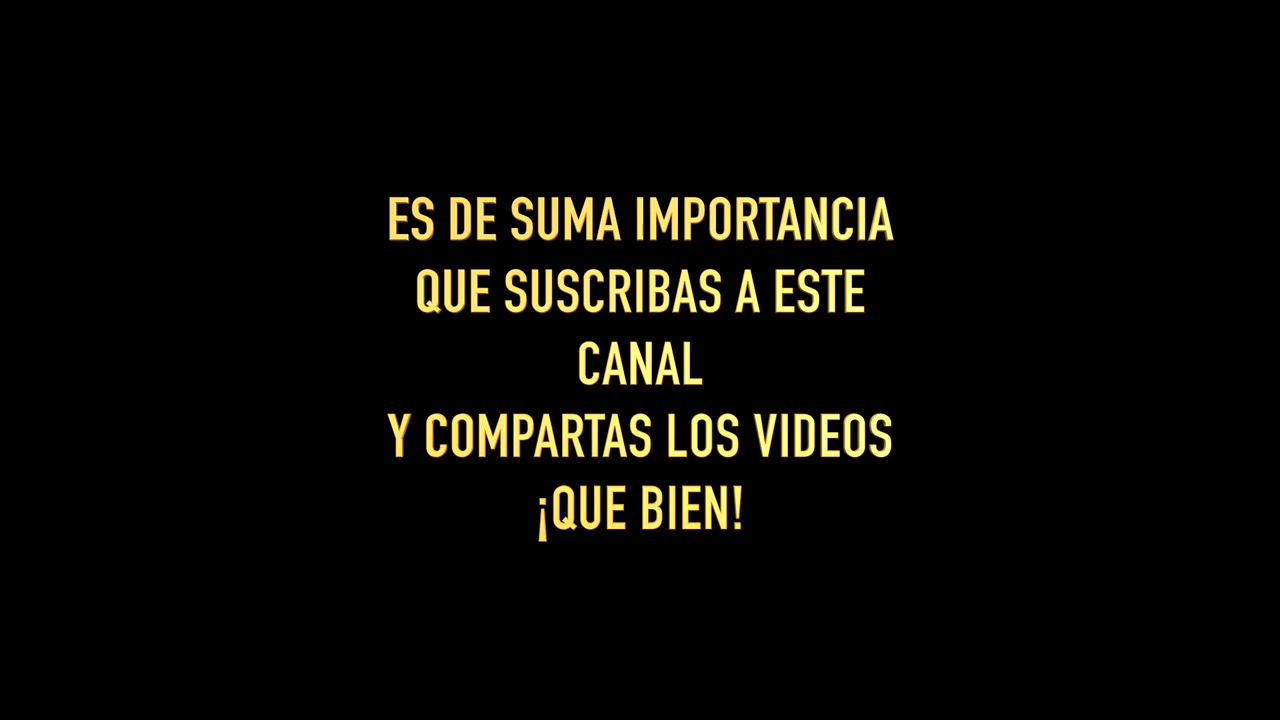 ES DE SUMA IMPORTANCIA
QUE SUSCRIBAS A ESTE
CANAL
Y COMPARTAS LOS VIDEOS
¡QUE BIEN!